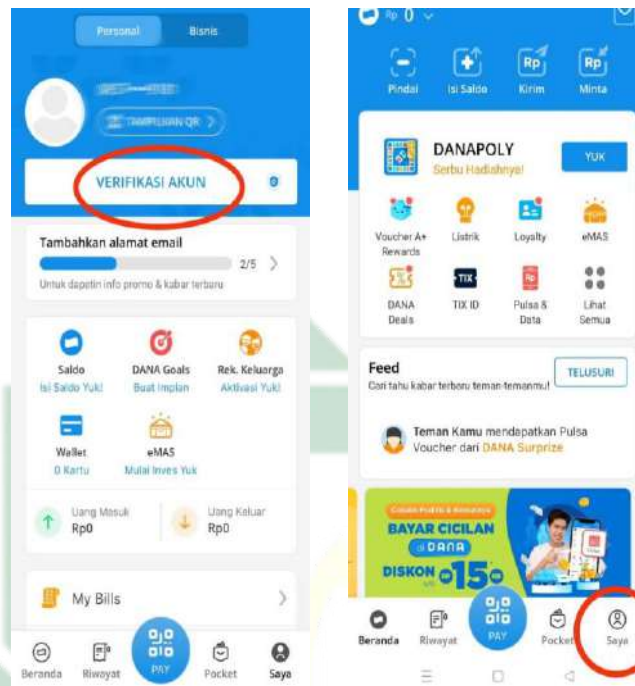 Personal Bisnis
TAMPILKAN QR
VERIFIKASI AKUN
Tambahkan alamat email
2/5
Untuk dapetin info promo & kabar terbaru
Saldo DANA Goals Rek. Keluarga
Isi Saldo Yuk! Buat Impian Aktivasi Yuk!
Wallet eMAS
0 Kartu Mulai Inves Yuk
Uang Masuk Uang Keluar
Rp0 Rp0
My Bills
Beranda Riwayat PAY Pocket Saya
Rp 0
Pindai Isi Saldo Kirim Minta
DANAPOLY
Serbu Hadiahnya!
YUK
Voucher A+ Rewards
Listrik
Loyalty
eMAS
DANA Deals
TIX ID
Pulsa & Data
Lihat Semua
Feed
Cari tahu kabar terbaru teman-temanmu!
TELUSURI
Teman Kamu mendapatkan Pulsa
Voucher dari DANA Surprize
BAYAR CICILAN
di DANA
DISKON
15
Beranda Riwayat PAY Pocket Saya